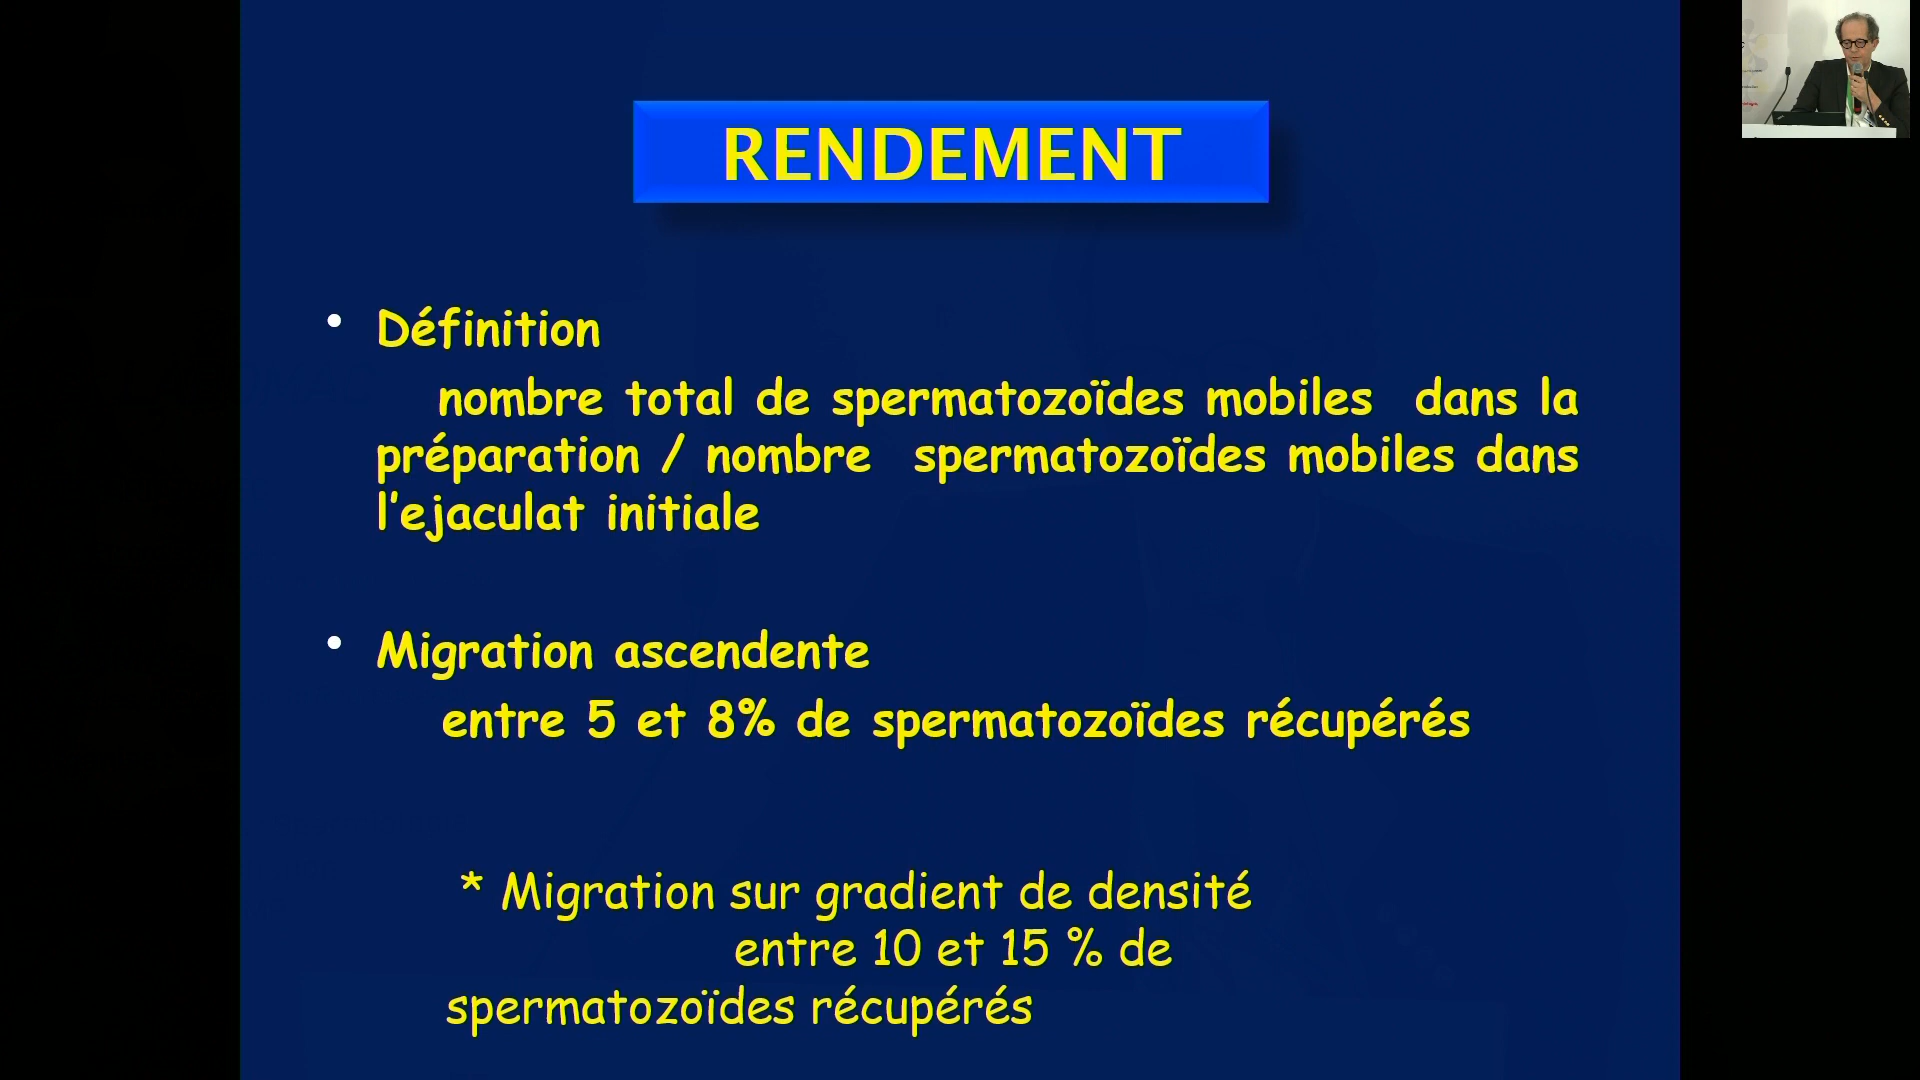 RENDEMENT
• Définition
nombre total de spermatozoïdes mobiles dans la
préparation / nombre spermatozoïdes mobiles dans
l'ejaculat initiale
• Migration ascendente
entre 5 et 8% de spermatozoïdes récupérés
* Migration sur gradient de densité
entre 10 et 15 % de
spermatozoïdes récupérés